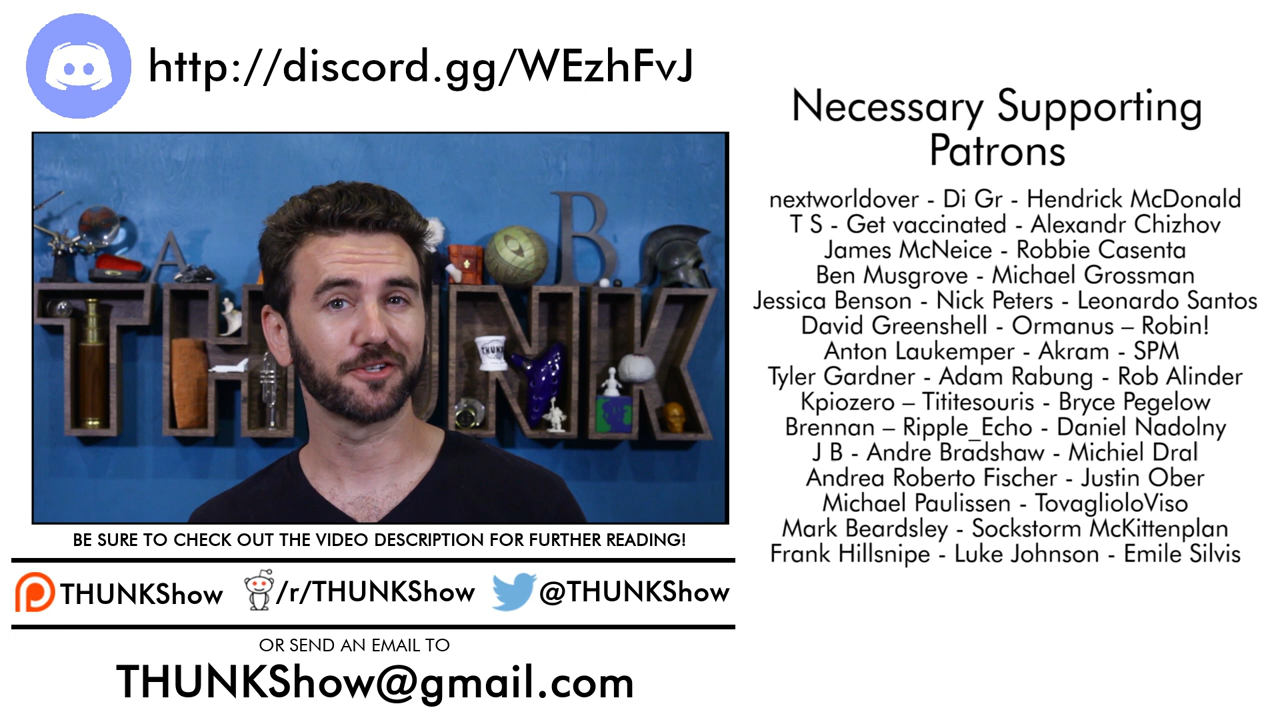 http://discord.gg/WEzhFvJ
A
B
THUNK
THUNK
BE SURE TO CHECK OUT THE VIDEO DESCRIPTION FOR FURTHER READING!
THUNKShow
/r/THUNKShow
@THUNKShow
OR SEND AN EMAIL TO
THUNKShow@gmail.com
Necessary Supporting
Patrons
nextworldover - Di Gr - Hendrick McDonald
T S - Get vaccinated - Alexandr Chizhov
James McNeice - Robbie Casenta
Ben Musgrove - Michael Grossman
Jessica Benson - Nick Peters - Leonardo Santos
David Greenshell - Ormanus – Robin!
Anton Laukemper - Akram - SPM
Tyler Gardner - Adam Rabung - Rob Alinder
Kpiozero – Tititesouris - Bryce Pegelow
Brennan – Ripple_Echo - Daniel Nadolny
J B - Andre Bradshaw - Michiel Dral
Andrea Roberto Fischer - Justin Ober
Michael Paulissen - TovaglioloViso
Mark Beardsley - Sockstorm McKittenplan
Frank Hillsnipe - Luke Johnson - Emile Silvis